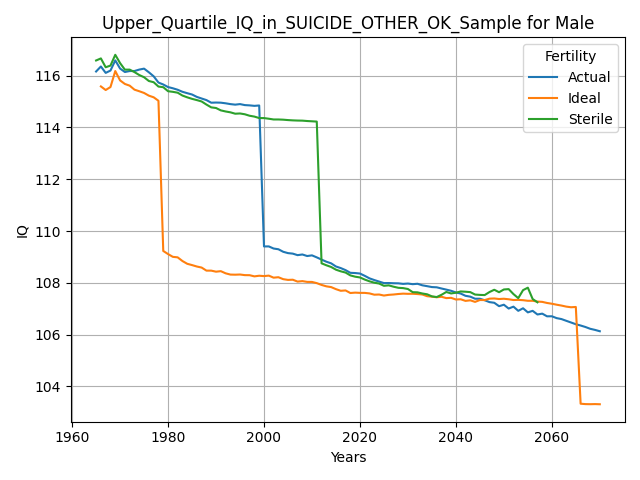 Upper_Quartile_IQ_in_SUICIDE_OTHER_OK_Sample for Male
Fertility
Actual
Ideal
Sterile
IQ
116
114
112
110
108
106
104
1960
1980
2000
2020
2040
2060
Years